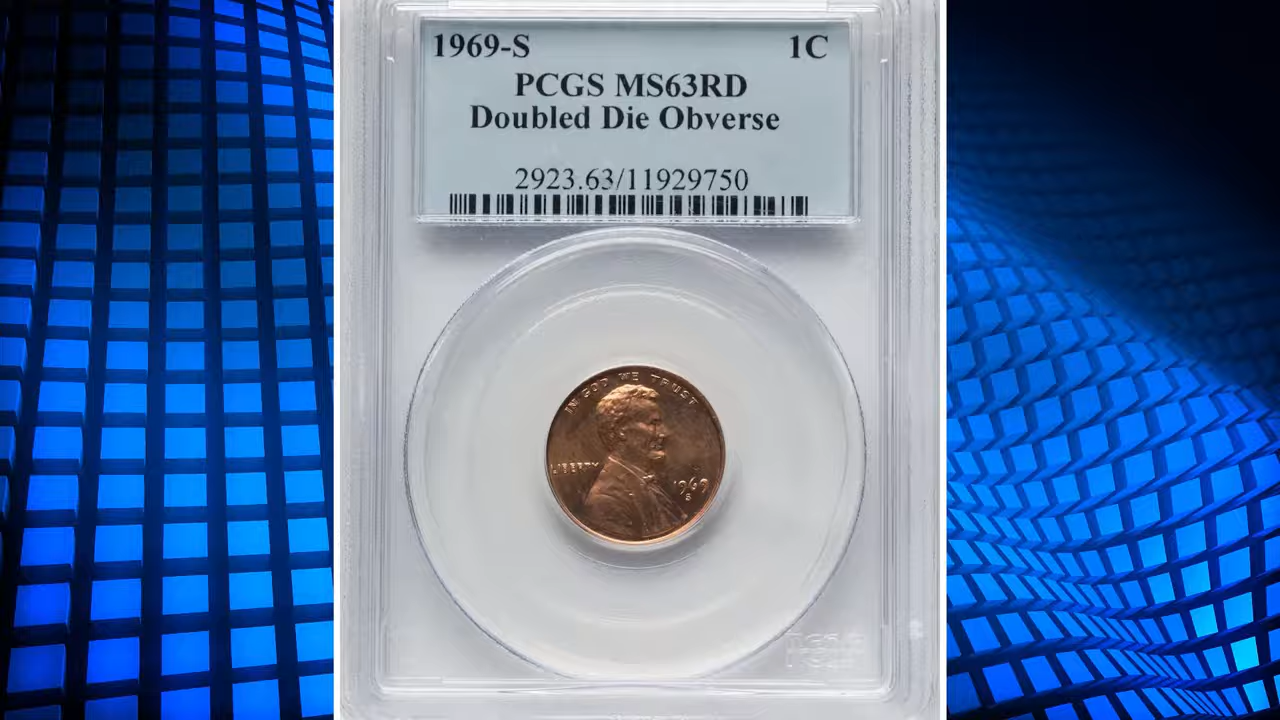 1969-S 1C
PCGS MS63RD
Doubled Die Obverse
2923.63/11929750
IN GOD WE TRUST
LIBERTY
1969
S